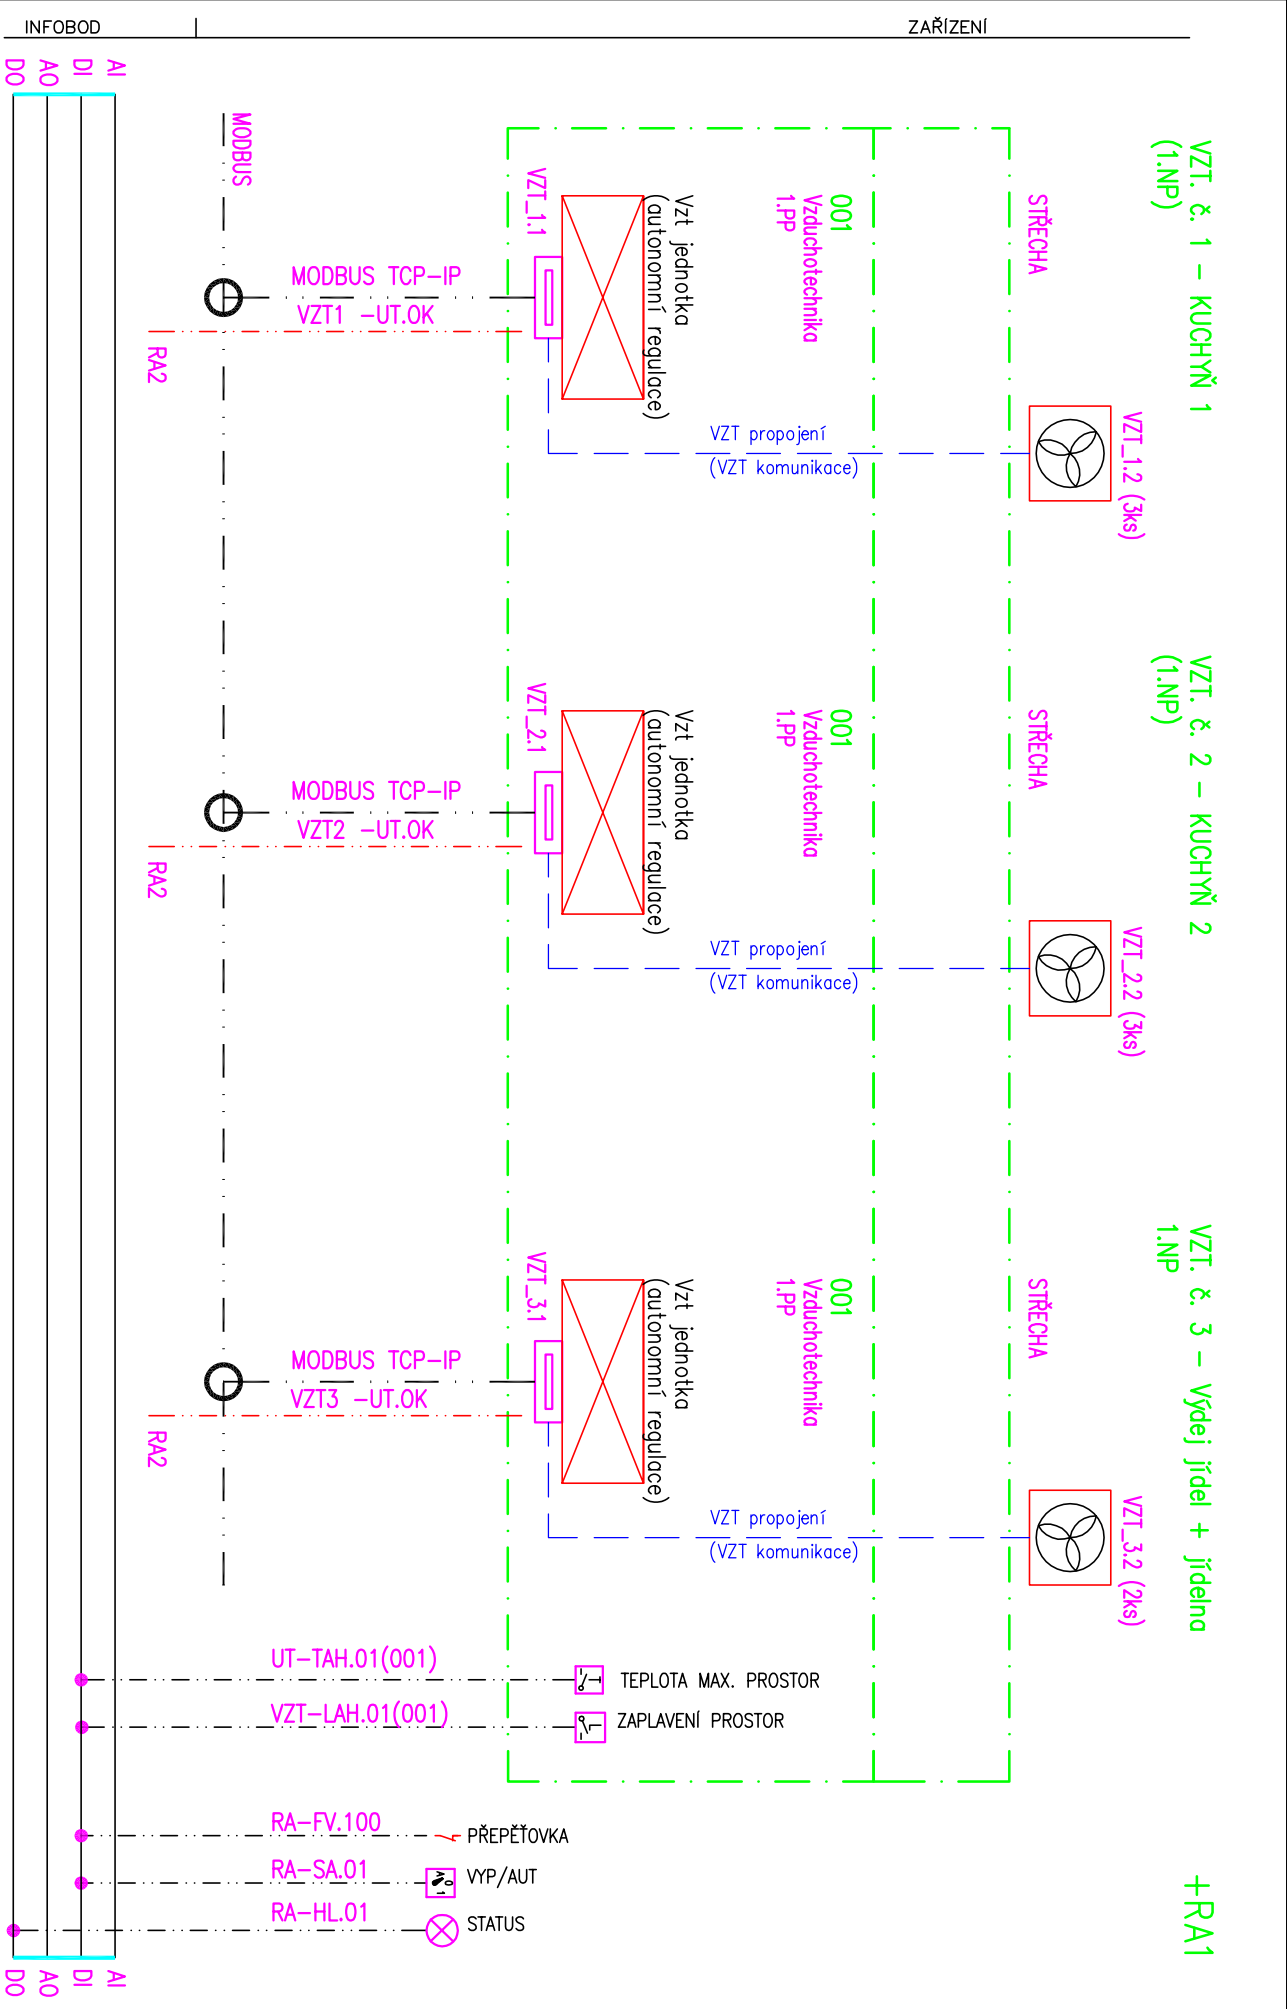 INFOBOD
ZAŘÍZENÍ
DO
AO
DI
AI
MODBUS
VZT. č. 1 – KUCHYŇ 1
(1.NP)
STŘECHA
VZT_1.2 (3ks)
001
Vzduchotechnika
1.PP
Vzt jednotka
(autonomní regulace)
VZT_1.1
MODBUS TCP–IP
VZT1 –UT.OK
RA2
VZT propojení
(VZT komunikace)
VZT. č. 2 – KUCHYŇ 2
(1.NP)
STŘECHA
VZT_2.2 (3ks)
001
Vzduchotechnika
1.PP
Vzt jednotka
(autonomní regulace)
VZT_2.1
MODBUS TCP–IP
VZT2 –UT.OK
RA2
VZT propojení
(VZT komunikace)
VZT. č. 3 – Výdej jídel + jídelna
1.NP
STŘECHA
VZT_3.2 (2ks)
001
Vzduchotechnika
1.PP
Vzt jednotka
(autonomní regulace)
VZT_3.1
MODBUS TCP–IP
VZT3 –UT.OK
RA2
VZT propojení
(VZT komunikace)
UT–TAH.01(001)
TEPLOTA MAX. PROSTOR
VZT–LAH.01(001)
ZAPLAVENÍ PROSTOR
RA–FV.100
PŘEPĚŤOVKA
RA–SA.01
A 0 1
VYP/AUT
RA–HL.01
STATUS
+RA1
DO
AO
DI
AI